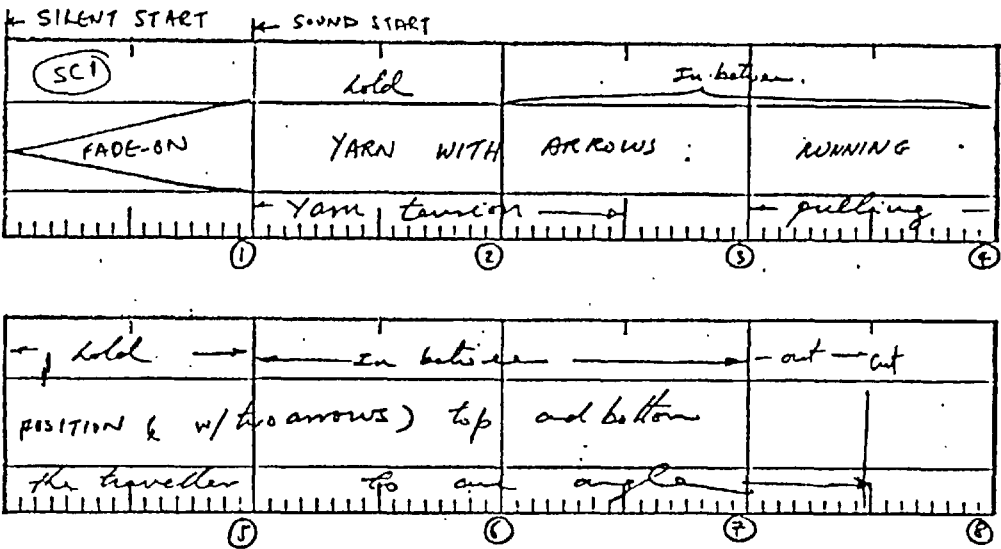 SILENT START SOUND START
SC1 hold In between.
FADE-ON YARN WITH ARROWS : RUNNING
Yarn tension pulling
1 2 3 4
hold In between out cut
POSITION ( w/ two arrows) top and bottom
the traveller to an angle
5 6 7 8